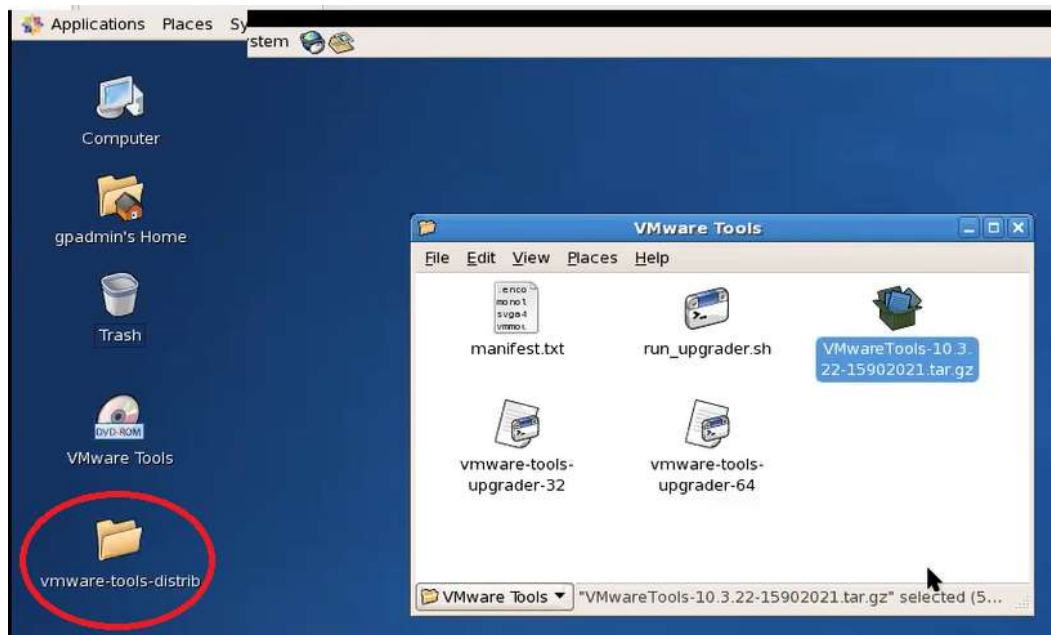 Applications Places Sy
stem
Computer
gpadmin's Home
Trash
DVD-ROM
VMware Tools
vmware-tools-distrib
VMware Tools
File Edit View Places Help
manifest.txt
run_upgrader.sh
VMwareTools-10.3.
22-15902021.tar.gz
vmware-tools-
upgrader-32
vmware-tools-
upgrader-64
VMware Tools "VMwareTools-10.3.22-15902021.tar.gz" selected (5...